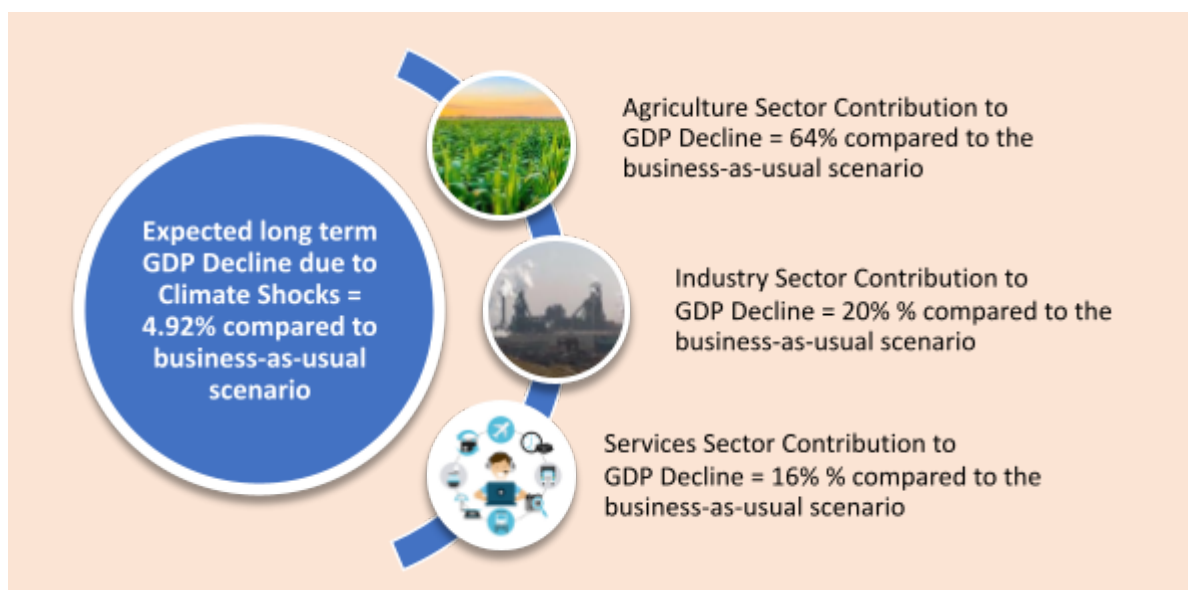 Expected long term
GDP Decline due to
Climate Shocks =
4.92% compared to
business-as-usual
scenario
Agriculture Sector Contribution to
GDP Decline = 64% compared to the
business-as-usual scenario
Industry Sector Contribution to
GDP Decline = 20% % compared to the
business-as-usual scenario
Services Sector Contribution to
GDP Decline = 16% % compared to the
business-as-usual scenario